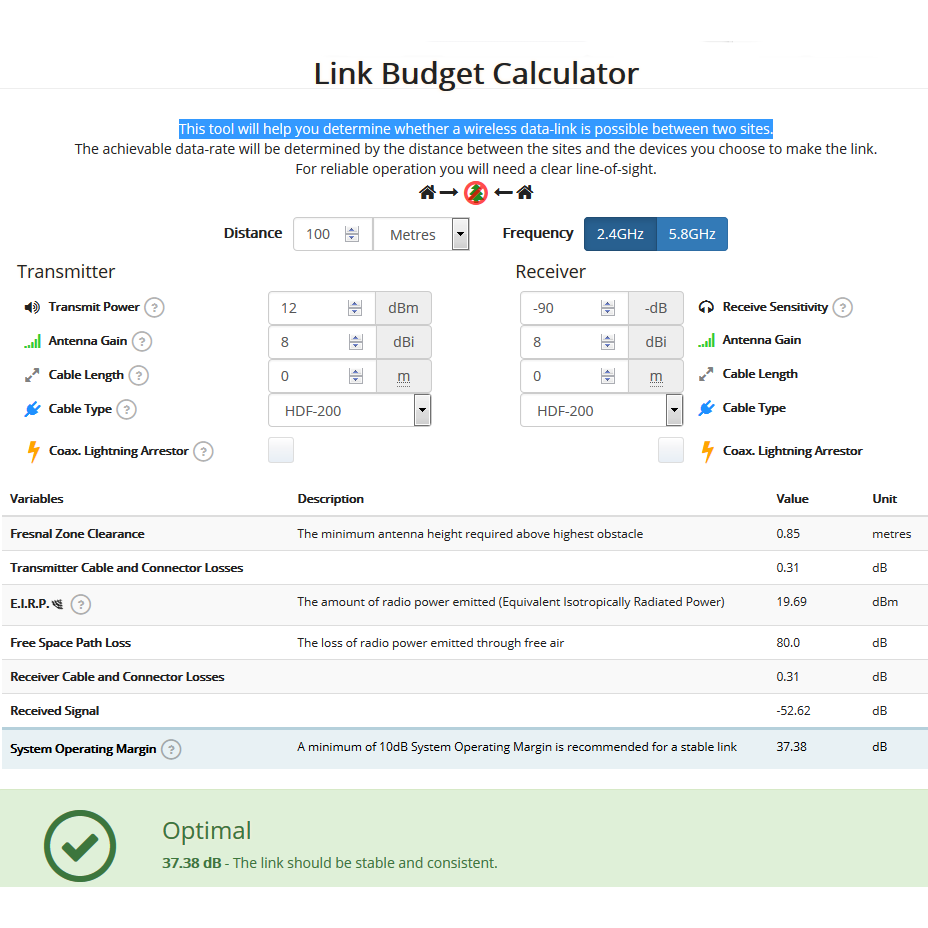 Link Budget Calculator
This tool will help you determine whether a wireless data-link is possible between two sites.
The achievable data-rate will be determined by the distance between the sites and the devices you choose to make the link.
For reliable operation you will need a clear line-of-sight.
Distance 100 Metres Frequency 2.4GHz 5.8GHz
Transmitter Receiver
Transmit Power ? 12 dBm -90 -dB Receive Sensitivity ?
Antenna Gain ? 8 dBi 8 dBi Antenna Gain
Cable Length ? 0 m 0 m Cable Length
Cable Type ? HDF-200 HDF-200 Cable Type
Coax. Lightning Arrestor ? Coax. Lightning Arrestor
Variables Description Value Unit
Fresnal Zone Clearance The minimum antenna height required above highest obstacle 0.85 metres
Transmitter Cable and Connector Losses 0.31 dB
E.I.R.P. ? The amount of radio power emitted (Equivalent Isotropically Radiated Power) 19.69 dBm
Free Space Path Loss The loss of radio power emitted through free air 80.0 dB
Receiver Cable and Connector Losses 0.31 dB
Received Signal -52.62 dB
System Operating Margin ? A minimum of 10dB System Operating Margin is recommended for a stable link 37.38 dB
Optimal
37.38 dB - The link should be stable and consistent.